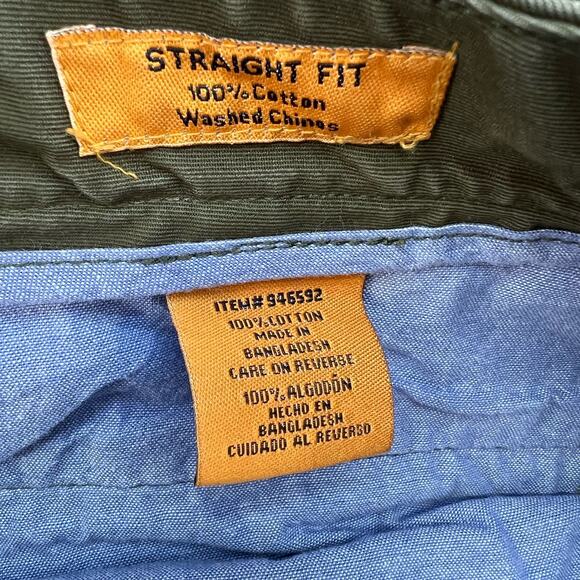 STRAIGHT FIT
100% Cotton
Washed Chinos
ITEM# 946592
100% COTTON
MADE IN
BANGLADESH
CARE ON REVERSE
100% ALGODÓN
HECHO EN
BANGLADESH
CUIDADO AL REVERSO